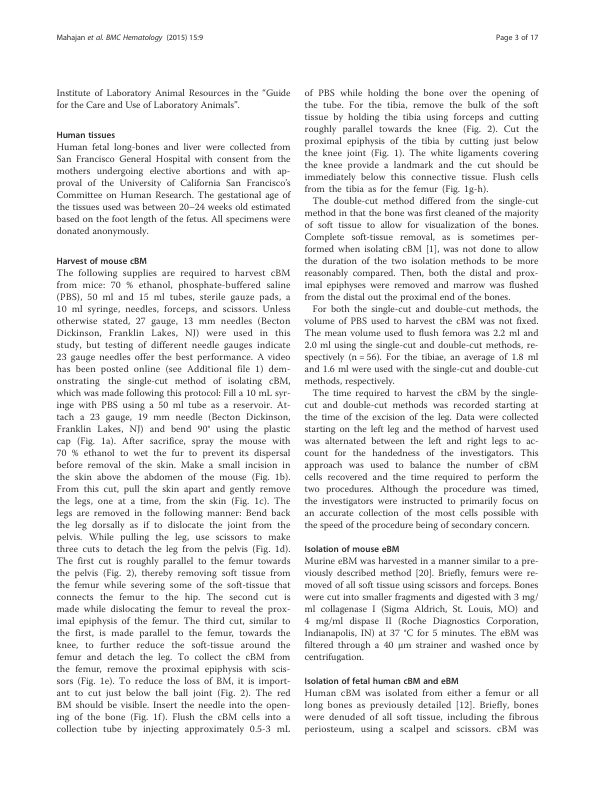 Mahajan et al. BMC Hematology (2015) 15:9
Page 3 of 17
Institute of Laboratory Animal Resources in the “Guide
for the Care and Use of Laboratory Animals”.
Human tissues
Human fetal long-bones and liver were collected from
San Francisco General Hospital with consent from the
mothers undergoing elective abortions and with ap-
proval of the University of California San Francisco’s
Committee on Human Research. The gestational age of
the tissues used was between 20–24 weeks old estimated
based on the foot length of the fetus. All specimens were
donated anonymously.
Harvest of mouse cBM
The following supplies are required to harvest cBM
from mice: 70 % ethanol, phosphate-buffered saline
(PBS), 50 ml and 15 ml tubes, sterile gauze pads, a
10 ml syringe, needles, forceps, and scissors. Unless
otherwise stated, 27 gauge, 13 mm needles (Becton
Dickinson, Franklin Lakes, NJ) were used in this
study, but testing of different needle gauges indicate
23 gauge needles offer the best performance. A video
has been posted online (see Additional file 1) dem-
onstrating the single-cut method of isolating cBM,
which was made following this protocol: Fill a 10 mL syr-
inge with PBS using a 50 ml tube as a reservoir. At-
tach a 23 gauge, 19 mm needle (Becton Dickinson,
Franklin Lakes, NJ) and bend 90° using the plastic
cap (Fig. 1a). After sacrifice, spray the mouse with
70 % ethanol to wet the fur to prevent its dispersal
before removal of the skin. Make a small incision in
the skin above the abdomen of the mouse (Fig. 1b).
From this cut, pull the skin apart and gently remove
the legs, one at a time, from the skin (Fig. 1c). The
legs are removed in the following manner: Bend back
the leg dorsally as if to dislocate the joint from the
pelvis. While pulling the leg, use scissors to make
three cuts to detach the leg from the pelvis (Fig. 1d).
The first cut is roughly parallel to the femur towards
the pelvis (Fig. 2), thereby removing soft tissue from
the femur while severing some of the soft-tissue that
connects the femur to the hip. The second cut is
made while dislocating the femur to reveal the prox-
imal epiphysis of the femur. The third cut, similar to
the first, is made parallel to the femur, towards the
knee, to further reduce the soft-tissue around the
femur and detach the leg. To collect the cBM from
the femur, remove the proximal epiphysis with scis-
sors (Fig. 1e). To reduce the loss of BM, it is import-
ant to cut just below the ball joint (Fig. 2). The red
BM should be visible. Insert the needle into the open-
ing of the bone (Fig. 1f). Flush the cBM cells into a
collection tube by injecting approximately 0.5-3 mL
of PBS while holding the bone over the opening of
the tube. For the tibia, remove the bulk of the soft
tissue by holding the tibia using forceps and cutting
roughly parallel towards the knee (Fig. 2). Cut the
proximal epiphysis of the tibia by cutting just below
the knee joint (Fig. 1). The white ligaments covering
the knee provide a landmark and the cut should be
immediately below this connective tissue. Flush cells
from the tibia as for the femur (Fig. 1g-h).
The double-cut method differed from the single-cut
method in that the bone was first cleaned of the majority
of soft tissue to allow for visualization of the bones.
Complete soft-tissue removal, as is sometimes per-
formed when isolating cBM [1], was not done to allow
the duration of the two isolation methods to be more
reasonably compared. Then, both the distal and prox-
imal epiphyses were removed and marrow was flushed
from the distal out the proximal end of the bones.
For both the single-cut and double-cut methods, the
volume of PBS used to harvest the cBM was not fixed.
The mean volume used to flush femora was 2.2 ml and
2.0 ml using the single-cut and double-cut methods, re-
spectively (n = 56). For the tibiae, an average of 1.8 ml
and 1.6 ml were used with the single-cut and double-cut
methods, respectively.
The time required to harvest the cBM by the single-
cut and double-cut methods was recorded starting at
the time of the excision of the leg. Data were collected
starting on the left leg and the method of harvest used
was alternated between the left and right legs to ac-
count for the handedness of the investigators. This
approach was used to balance the number of cBM
cells recovered and the time required to perform the
two procedures. Although the procedure was timed,
the investigators were instructed to primarily focus on
an accurate collection of the most cells possible with
the speed of the procedure being of secondary concern.
Isolation of mouse eBM
Murine eBM was harvested in a manner similar to a pre-
viously described method [20]. Briefly, femurs were re-
moved of all soft tissue using scissors and forceps. Bones
were cut into smaller fragments and digested with 3 mg/
ml collagenase I (Sigma Aldrich, St. Louis, MO) and
4 mg/ml dispase II (Roche Diagnostics Corporation,
Indianapolis, IN) at 37 °C for 5 minutes. The eBM was
filtered through a 40 μm strainer and washed once by
centrifugation.
Isolation of fetal human cBM and eBM
Human cBM was isolated from either a femur or all
long bones as previously detailed [12]. Briefly, bones
were denuded of all soft tissue, including the fibrous
periosteum, using a scalpel and scissors. cBM was